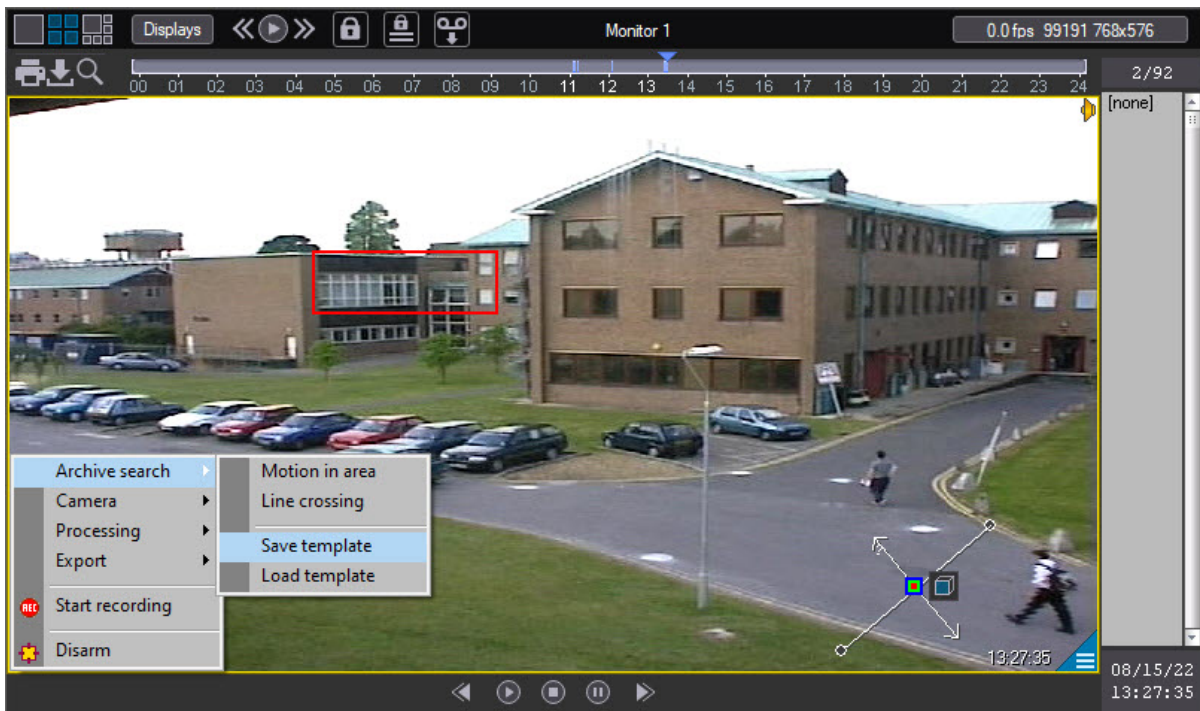 Displays
Monitor 1
0.0 fps 99191 768x576
00 01 02 03 04 05 06 07 08 09 10 11 12 13 14 15 16 17 18 19 20 21 22 23 24
2/92
[none]
Archive search
Camera
Processing
Export
REC Start recording
Disarm
Motion in area
Line crossing
Save template
Load template
13:27:35
08/15/22
13:27:35